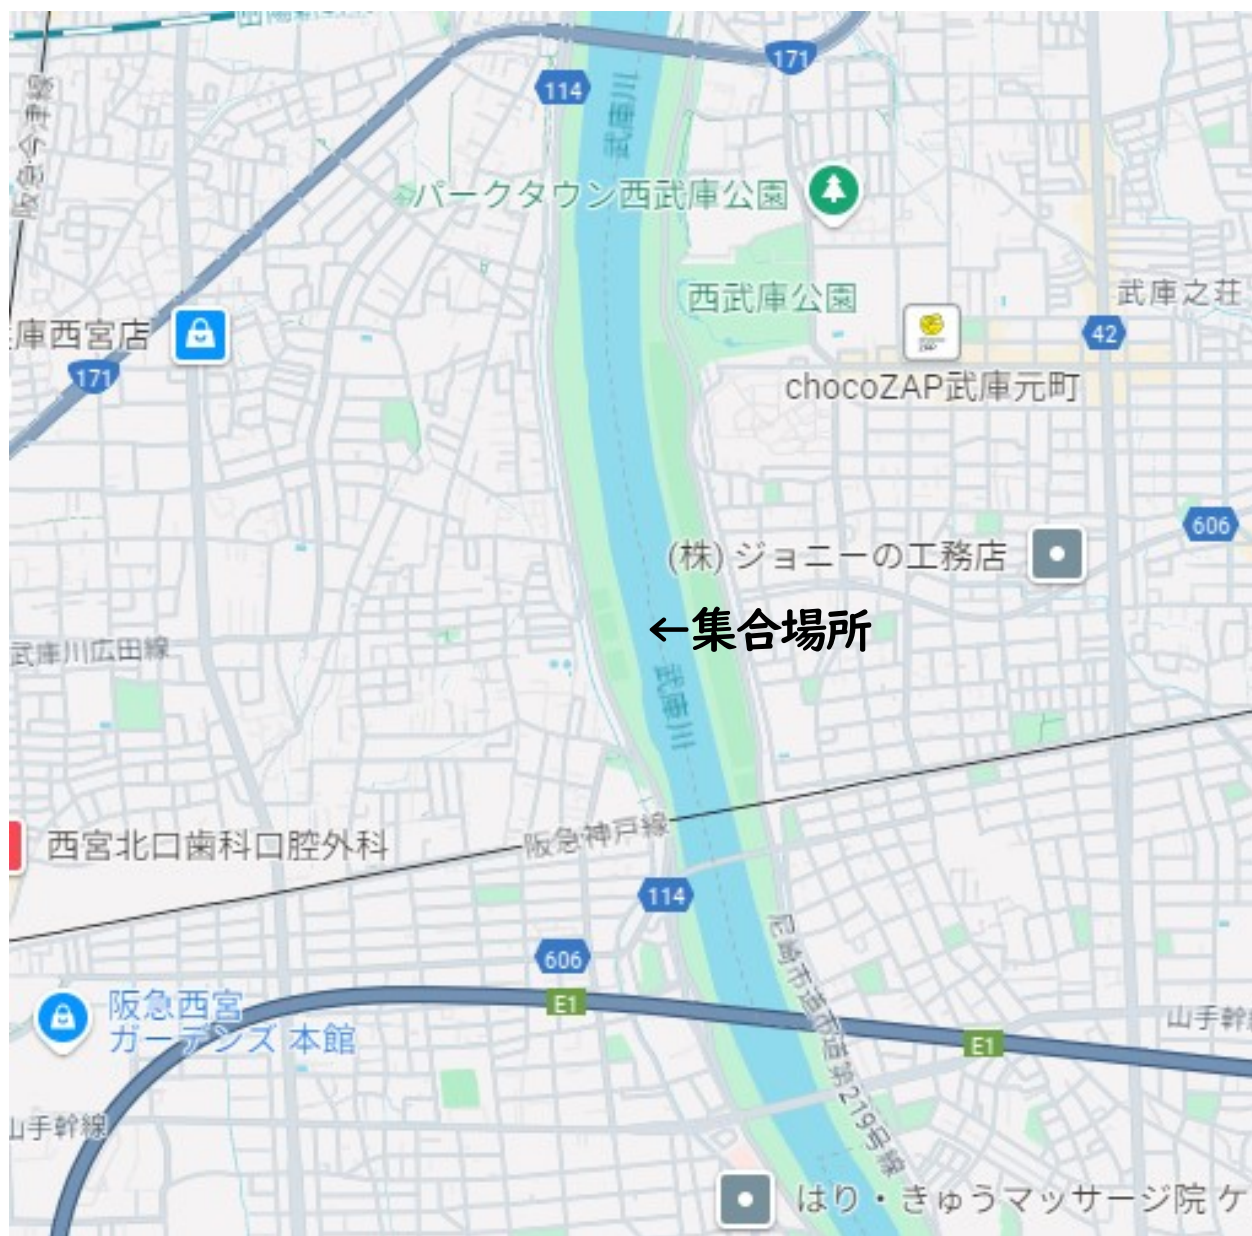 171
114
武庫川
阪急今津線
パークタウン西武庫公園
西武庫公園
武庫之荘
庫西宮店
42
171
chocoZAP武庫元町
606
(株) ジョニーの工務店
←集合場所
武庫川広田線
武庫川
西宮北口歯科口腔外科
阪急神戸線
114
606
尼崎市道市道第219号線
阪急西宮
ガーデンズ 本館
E1
山手幹
E1
山手幹線
はり・きゅうマッサージ院 ケ